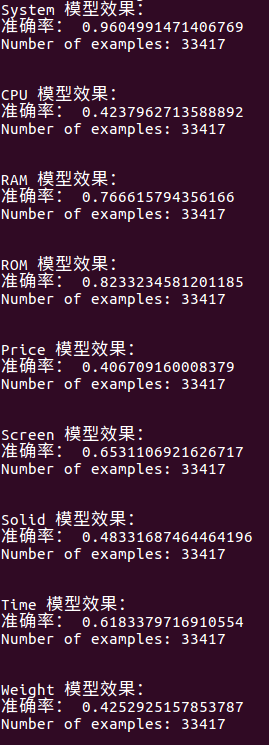 System 模型效果：
准确率： 0.9604991471406769
Number of examples: 33417
CPU 模型效果：
准确率： 0.4237962713588892
Number of examples: 33417
RAM 模型效果：
准确率： 0.766615794356166
Number of examples: 33417
ROM 模型效果：
准确率： 0.8233234581201185
Number of examples: 33417
Price 模型效果：
准确率： 0.406709160008379
Number of examples: 33417
Screen 模型效果：
准确率： 0.6531106921626717
Number of examples: 33417
Solid 模型效果：
准确率： 0.48331687464464196
Number of examples: 33417
Time 模型效果：
准确率： 0.6183379716910554
Number of examples: 33417
Weight 模型效果：
准确率： 0.4252925157853787
Number of examples: 33417